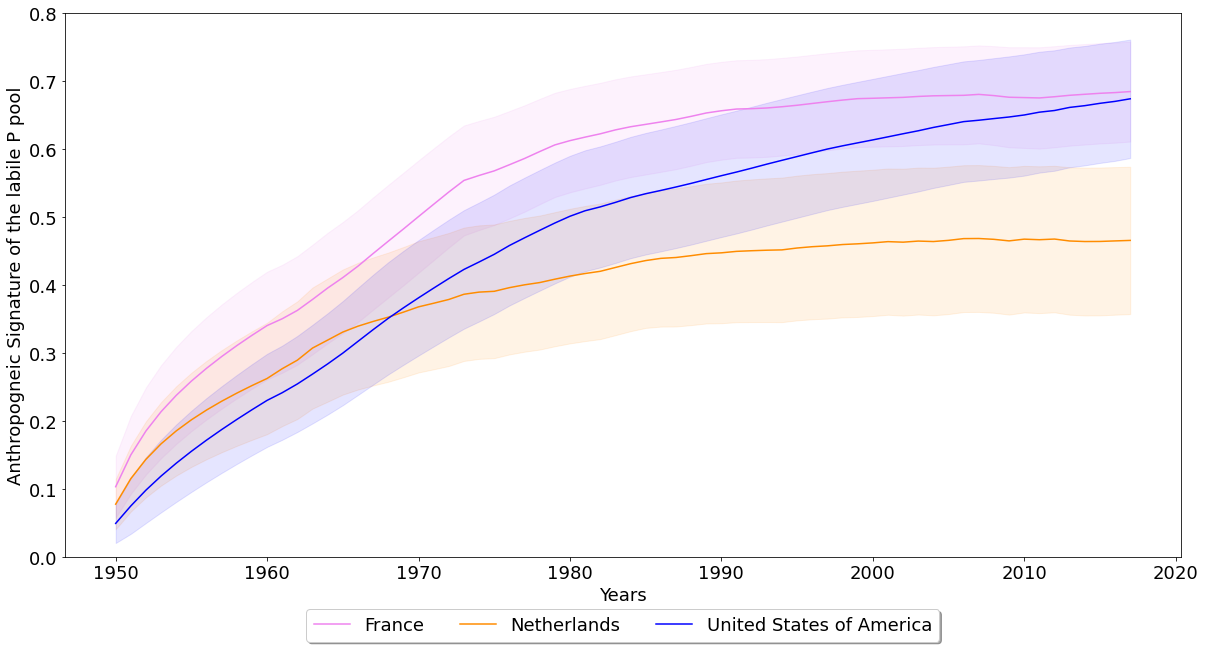 0.8
0.7
0.6
0.5
0.4
0.3
0.2
0.1
0.0
Anthropogneic Signature of the labile P pool
1950 1960 1970 1980 1990 2000 2010 2020
Years
France Netherlands United States of America